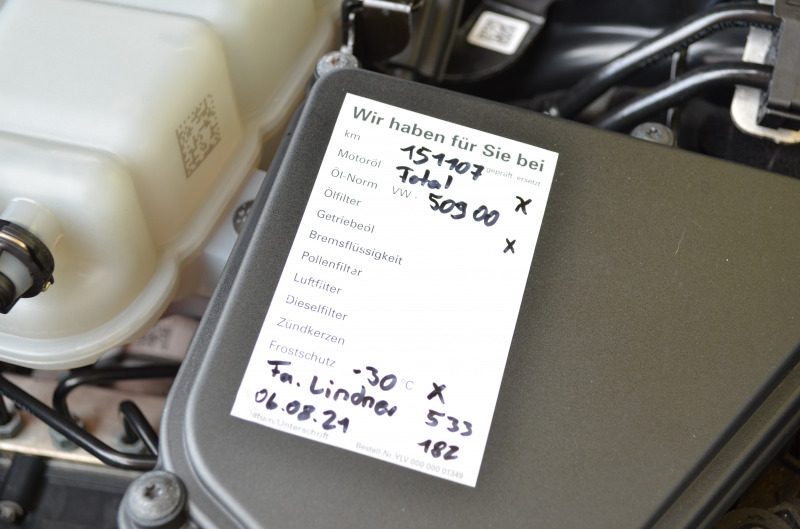 Wir haben für Sie bei
km 151107 geprüft ersetzt
Motoröl Total X
Öl-Norm VW - 509 00
Ölfilter X
Getriebeöl
Bremsflüssigkeit
Pollenfilter
Luftfilter
Dieselfilter
Zündkerzen
Frostschutz -30 °C X
Fa. Lindner 533
06.08.21 182
Datum/Unterschrift
Bestell-Nr. YLV 000 000 01349